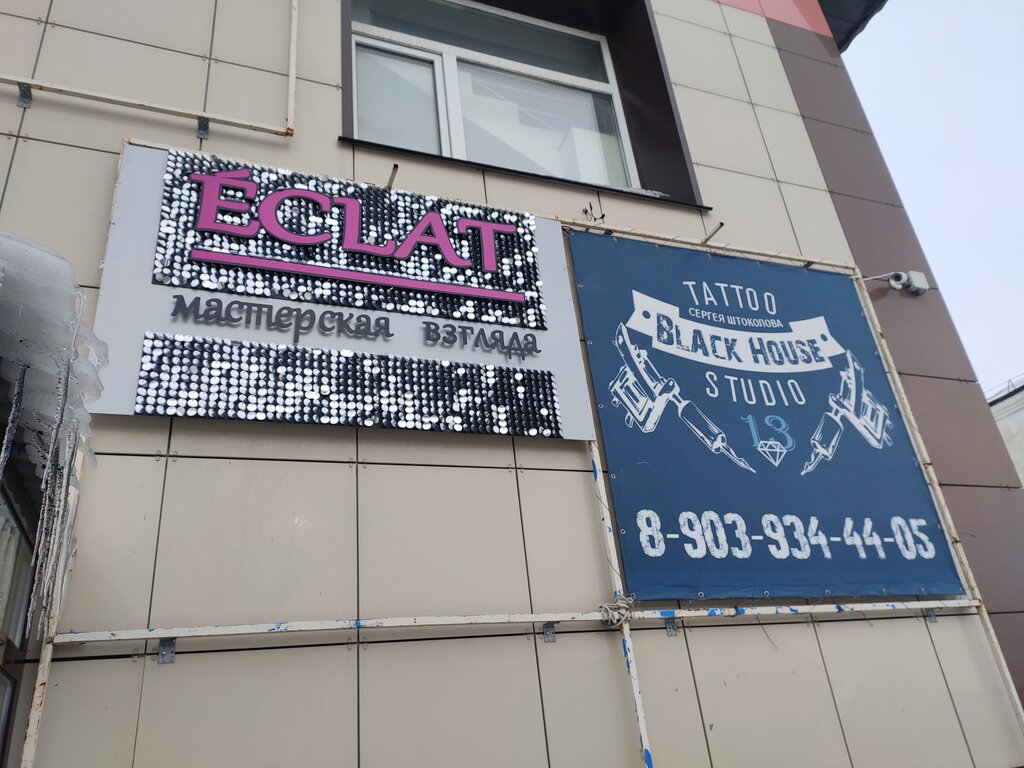 ÉCLAT
мастерская взгляда
TATTOO
СЕРГЕЯ ШТОКОЛОВА
BLACK HOUSE
STUDIO
13
8-903-934-44-05